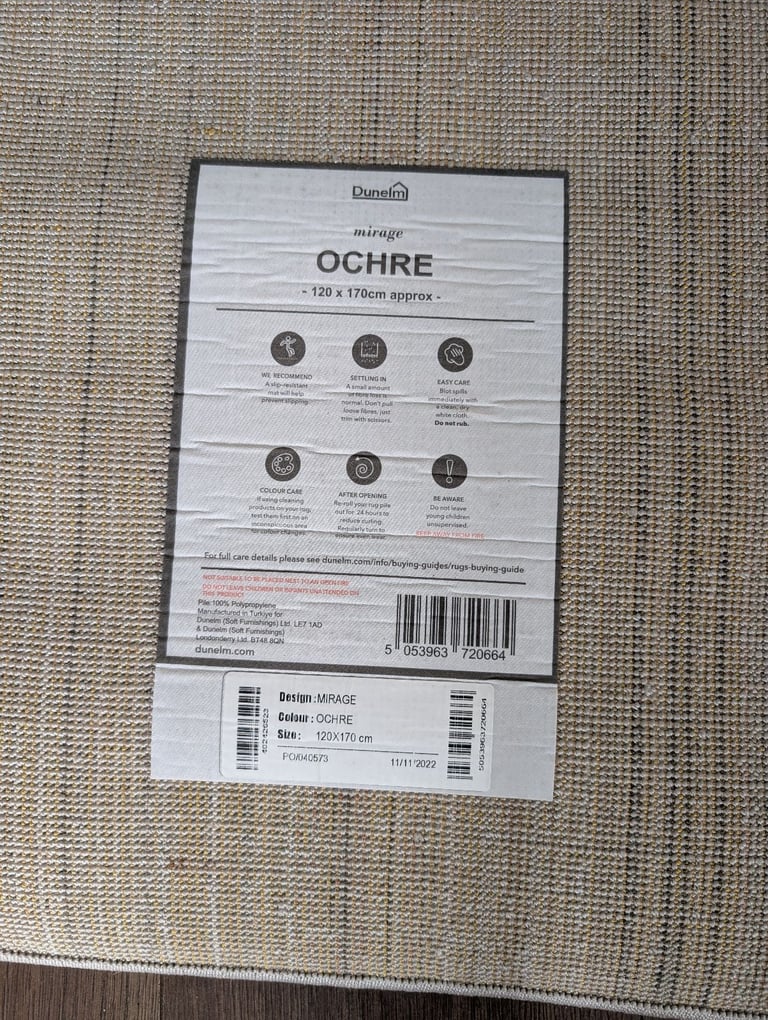 Dunelm
mirage
OCHRE
- 120 x 170cm approx -
WE RECOMMEND
A slip-resistant
mat will help
prevent slipping.
SETTLING IN
A small amount
of fibre loss is
normal. Don't pull
loose fibres, just
trim with scissors.
EASY CARE
Blot spills
immediately with
a clean, dry
white cloth.
Do not rub.
COLOUR CARE
If using cleaning
products on your rug,
test them first on an
inconspicuous area
for colour changes.
AFTER OPENING
Re-roll your rug pile
out for 24 hours to
reduce curling.
Regularly turn to
ensure even wear.
BE AWARE
Do not leave
young children
unsupervised.
KEEP AWAY FROM FIRE
For full care details please see dunelm.com/info/buying-guides/rugs-buying-guide
NOT SUITABLE TO BE PLACED NEXT TO AN OPEN FIRE
DO NOT LEAVE CHILDREN OR INFANTS UNATTENDED ON
THIS PRODUCT
Pile:100% Polypropylene
Manufactured in Turkiye for
Dunelm (Soft Furnishings) Ltd. LE7 1AD
& Dunelm (Soft Furnishings)
Londonderry Ltd. BT48 8QN
dunelm.com
5 053963 720664
Design :MIRAGE
Colour : OCHRE
Size: 120X170 cm
PO/040573 11/11/2022
5053963720664